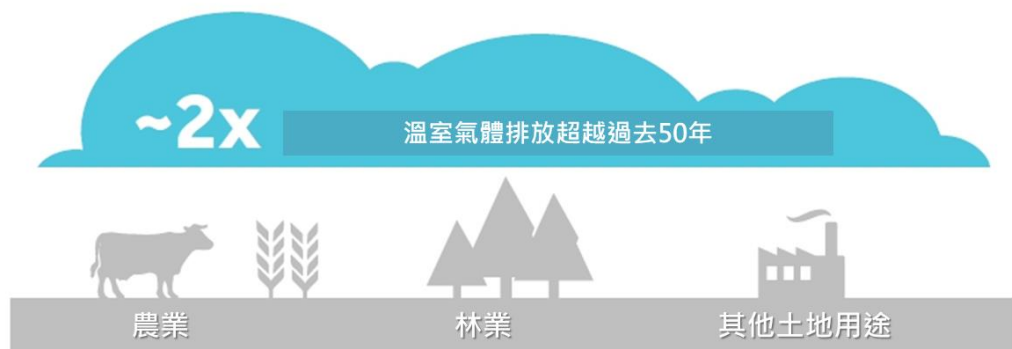 ~2x
溫室氣體排放超越過去50年
農業
林業
其他土地用途